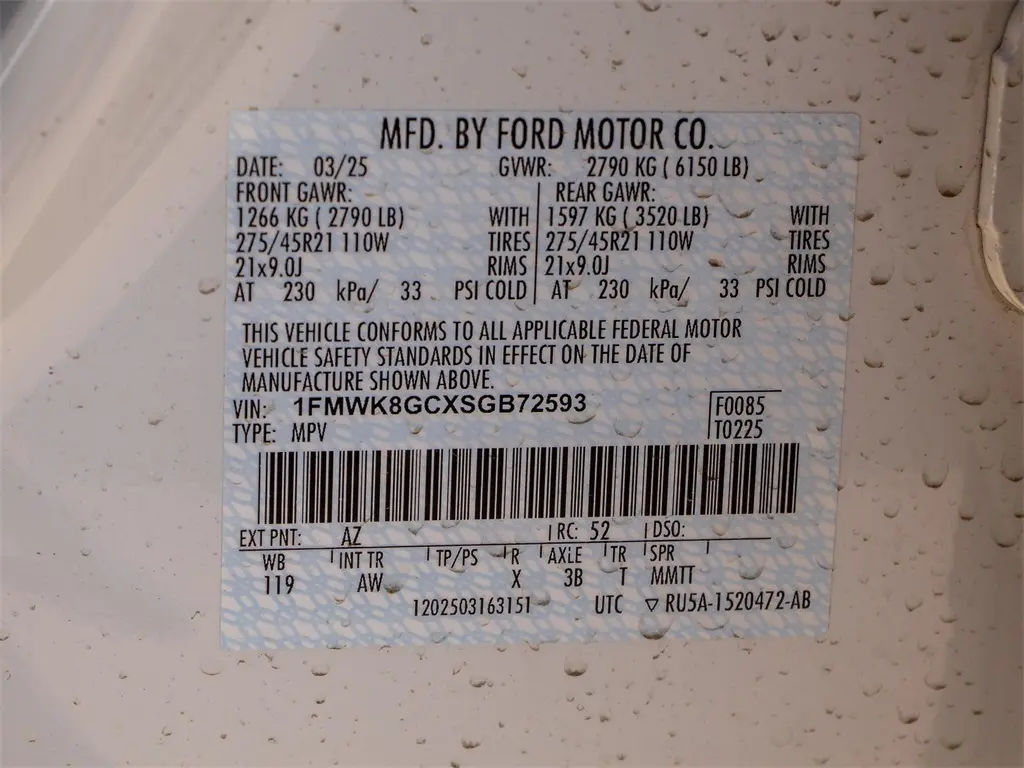 MFD. BY FORD MOTOR CO.
DATE: 03/25 GVWR: 2790 KG ( 6150 LB)
FRONT GAWR: REAR GAWR:
1266 KG ( 2790 LB) WITH 1597 KG ( 3520 LB) WITH
275/45R21 110W TIRES 275/45R21 110W TIRES
21x9.0J RIMS 21x9.0J RIMS
AT 230 kPa/ 33 PSI COLD AT 230 kPa/ 33 PSI COLD
THIS VEHICLE CONFORMS TO ALL APPLICABLE FEDERAL MOTOR
VEHICLE SAFETY STANDARDS IN EFFECT ON THE DATE OF
MANUFACTURE SHOWN ABOVE.
VIN: 1FMWK8GCXSGB72593 F0085
TYPE: MPV T0225
EXT PNT: AZ RC: 52 DSO:
WB INT TR TP/PS R AXLE TR SPR
119 AW X 3B T MMTT
1202503163151 UTC ▽ RU5A-1520472-AB